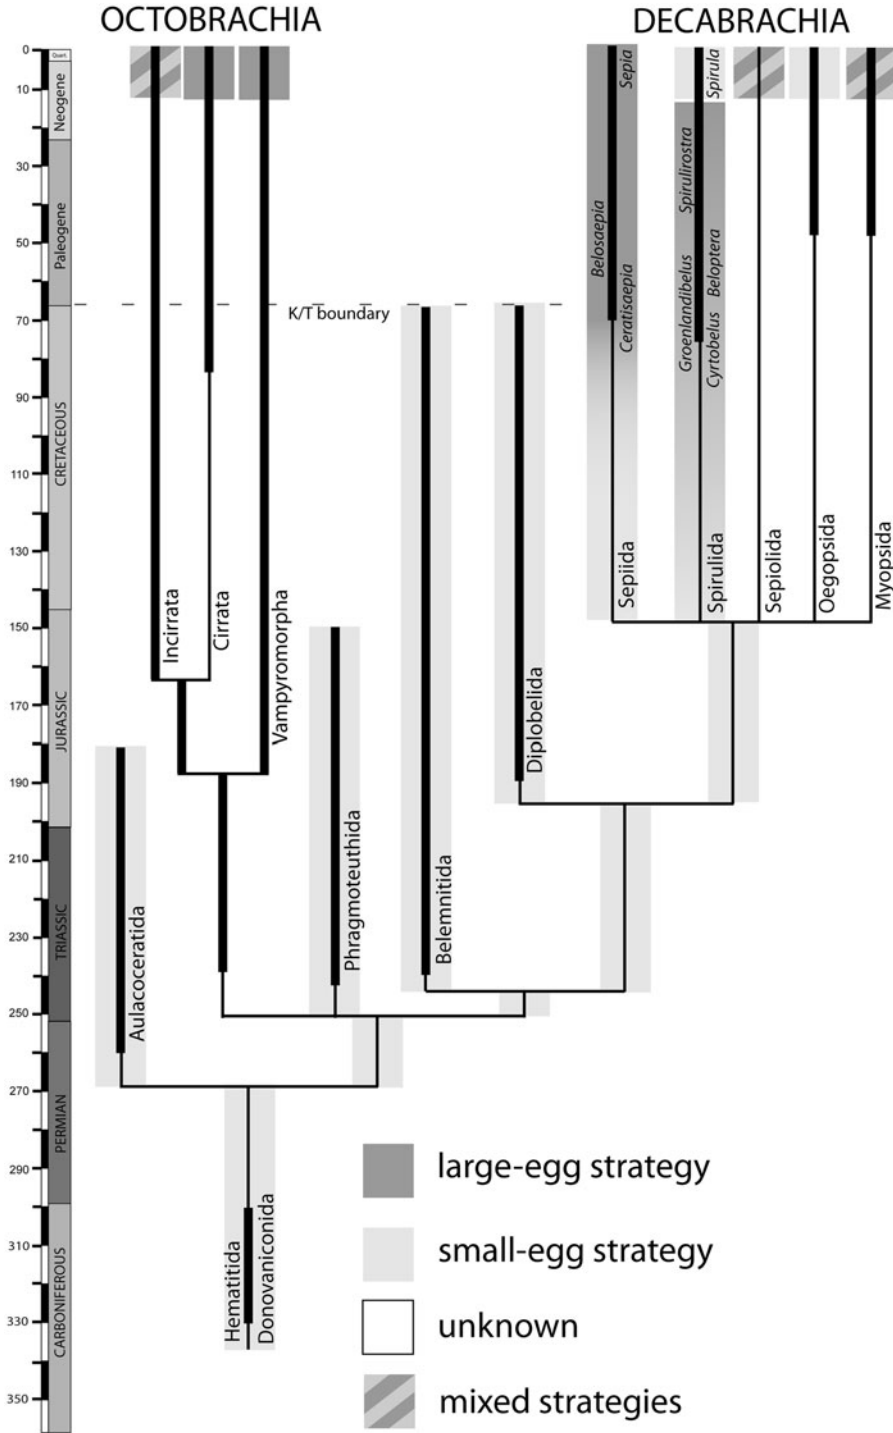 OCTOBRACHIA
DECABRACHIA
0
10
30
50
70
90
110
130
150
170
190
210
230
250
270
290
310
330
350
Quart.
Neogene
Paleogene
CRETACEOUS
JURASSIC
TRIASSIC
PERMIAN
CARBONIFEROUS
K/T boundary
Incirrata
Cirrata
Vampyromorpha
Aulacoceratida
Phragmoteuthida
Belemnitida
Diplobelida
Sepia
Belosaepia
Ceratisaepia
Sepiida
Spirula
Spirulirostra
Groenlandibelus
Beloptera
Cyrtobelus
Spirulida
Sepiolida
Oegopsida
Myopsida
Hematitida
Donovaniconida
large-egg strategy
small-egg strategy
unknown
mixed strategies